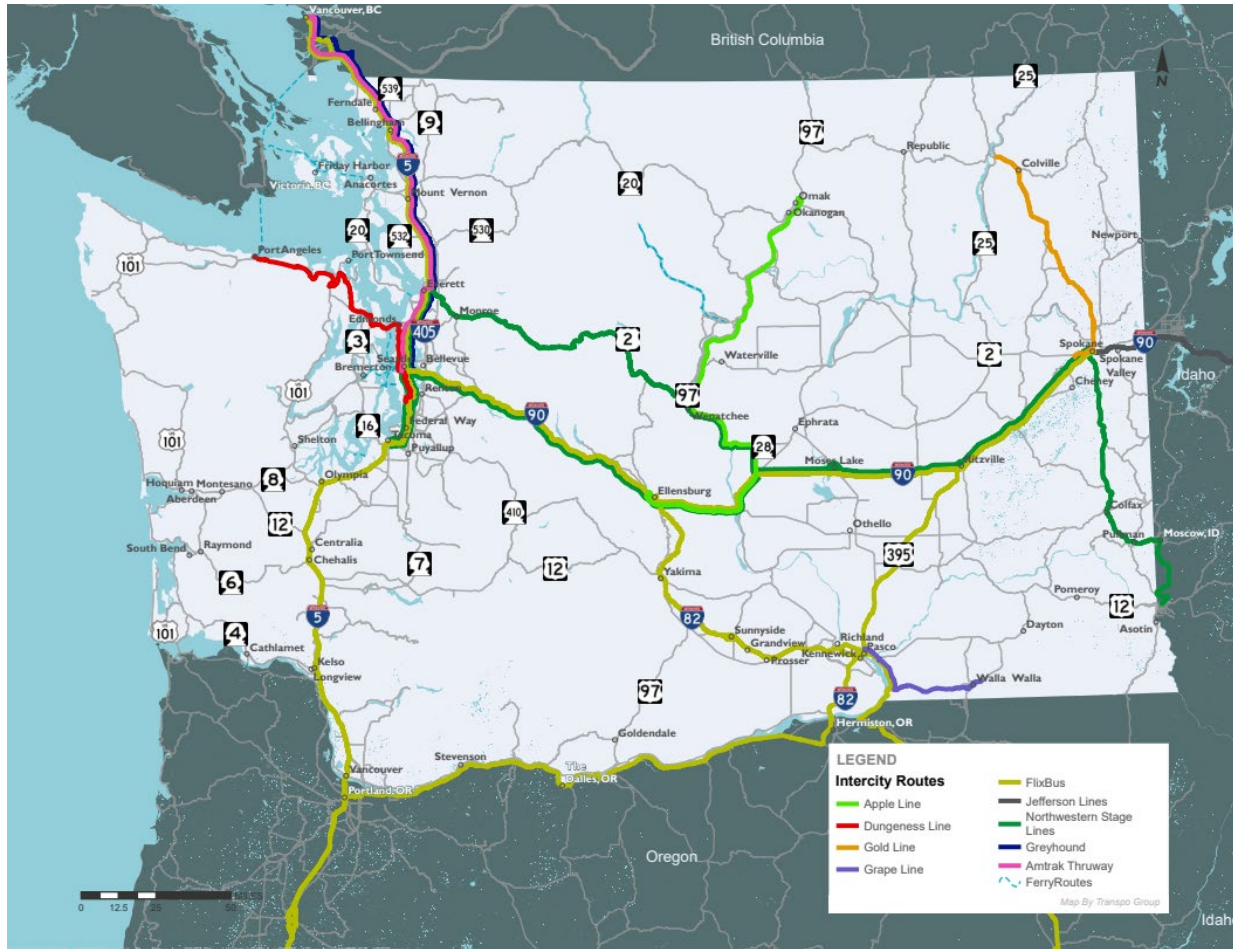 Vancouver, BC
British Columbia
N
25
539
Ferndale
9
Bellingham
97
Republic
Colville
5
Friday Harbor
Victoria, BC
Anacortes
20
Mount Vernon
Omak
Okanogan
20
532
530
25
Newport
101
Port Angeles
Port Townsend
Everett
Monroe
Edmonds
405
3
2
2
Spokane
90
Seattle
Bellevue
Waterville
Spokane
Valley
Idaho
Bremerton
Renton
97
Cheney
101
90
Wenatchee
16
Federal Way
Ephrata
101
Tacoma
28
Shelton
Puyallup
Moses Lake
Ritzville
8
Olympia
90
Hoquiam
Montesano
Aberdeen
Ellensburg
410
Colfax
12
Othello
Pullman
Moscow, ID
South Bend
Raymond
Centralia
Chehalis
7
12
395
6
Yakima
Pomeroy
12
5
82
Asotin
101
4
Sunnyside
Dayton
Cathlamet
Grandview
Richland
Pasco
Kennewick
Prosser
Kelso
Longview
Walla Walla
97
82
Hermiston, OR
Goldendale
Stevenson
The
Dalles, OR
Vancouver
Portland, OR
LEGEND
Intercity Routes
Apple Line
Dungeness Line
Gold Line
Grape Line
FlixBus
Jefferson Lines
Northwestern Stage
Lines
Greyhound
Amtrak Thruway
FerryRoutes
Map By Transpo Group
Oregon
0
12.5
25
50
Idaho